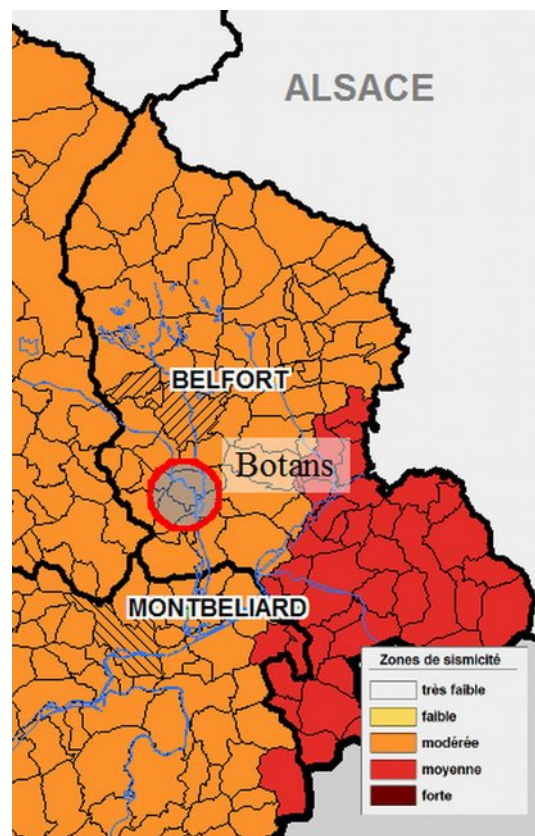 ALSACE
BELFORT
Botans
MONTBELIARD
Zones de sismicité
très faible
faible
modérée
moyenne
forte